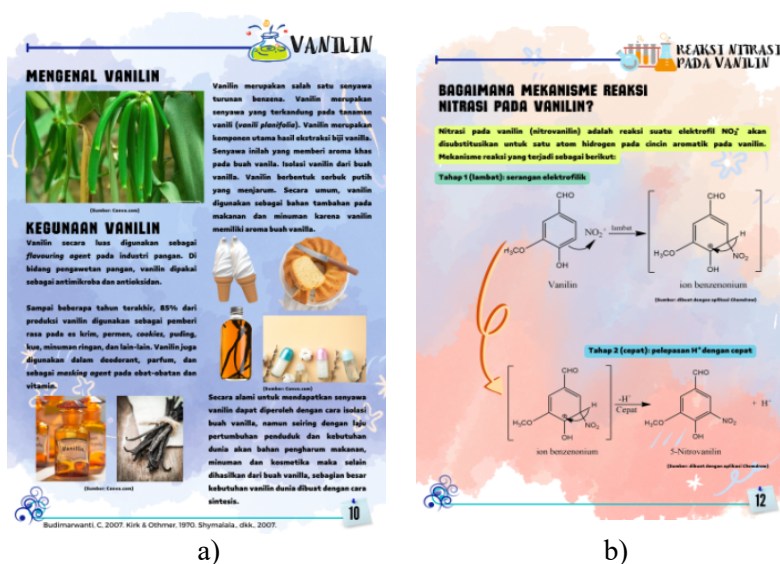 VANILIN
MENGENAL VANILIN
(Sumber: Canva.com)
KEGUNAAN VANILIN
Vanilin secara luas digunakan sebagai
flavouring agent pada industri pangan. Di
bidang pengawetan pangan, vanilin dipakai
sebagai antimikroba dan antioksidan.
Sampai beberapa tahun terakhir, 85% dari
produksi vanilin digunakan sebagai pemberi
rasa pada es krim, permen, cookies, puding,
kue, minuman ringan, dan lain-lain. Vanilin juga
digunakan dalam deodorant, parfum, dan
sebagai masking agent pada obat-obatan dan
vitamin.
Vanilla
(Sumber: Canva.com)
Vanilin merupakan salah satu senyawa
turunan benzena. Vanilin merupakan
senyawa yang terkandung pada tanaman
vanili (vanili planifolia). Vanilin merupakan
komponen utama hasil ekstraksi biji vanilla.
Senyawa inilah yang memberi aroma khas
pada buah vanila. Isolasi vanilin dari buah
vanilla. Vanilin berbentuk serbuk putih
yang menjarum. Secara umum, vanilin
digunakan sebagai bahan tambahan pada
makanan dan minuman karena vanilin
memiliki aroma buah vanilla.
(Sumber: Canva.com)
Secara alami untuk mendapatkan senyawa
vanilin dapat diperoleh dengan cara isolasi
buah vanilla, namun seiring dengan laju
pertumbuhan penduduk dan kebutuhan
dunia akan bahan pengharum makanan,
minuman dan kosmetika maka selain
dihasilkan dari buah vanilla, sebagian besar
kebutuhan vanilin dunia dibuat dengan cara
sintesis.
10
Budimarwanti, C, 2007. Kirk & Othmer, 1970. Shymalala., dkk., 2007.
a)
REAKSI NITRASI
PADA VANILIN
BAGAIMANA MEKANISME REAKSI
NITRASI PADA VANILIN?
Nitrasi pada vanilin (nitrovanilin) adalah reaksi suatu elektrofil NO₂⁺ akan
disubstitusikan untuk satu atom hidrogen pada cincin aromatik pada vanilin.
Mekanisme reaksi yang terjadi sebagai berikut:
Tahap 1 (lambat): serangan elektrofilik
CHO
H₃CO
OH
NO₂
lambat
Vanilin
CHO
H₃CO
H
NO₂
OH
ion benzenonium
(Sumber: dibuat dengan aplikasi Chemdraw)
Tahap 2 (cepat): pelepasan H⁺ dengan cepat
CHO
H₃CO
H
NO₂
OH
ion benzenonium
-H⁺
Cepat
CHO
H₃CO
NO₂
OH
5-Nitrovanilin
+ H⁺
(Sumber: dibuat dengan aplikasi Chemdraw)
12
b)